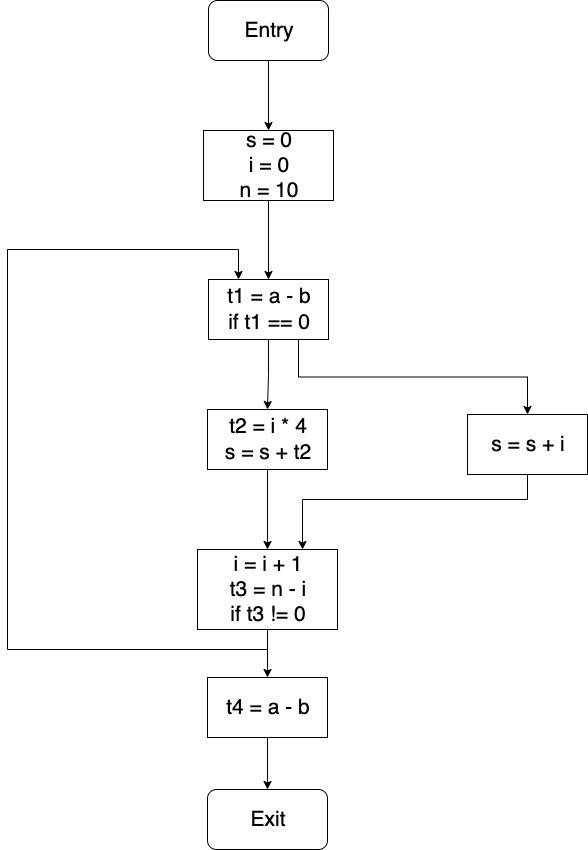 Entry
s = 0
i = 0
n = 10
t1 = a - b
if t1 == 0
t2 = i * 4
s = s + t2
s = s + i
i = i + 1
t3 = n - i
if t3 != 0
t4 = a - b
Exit